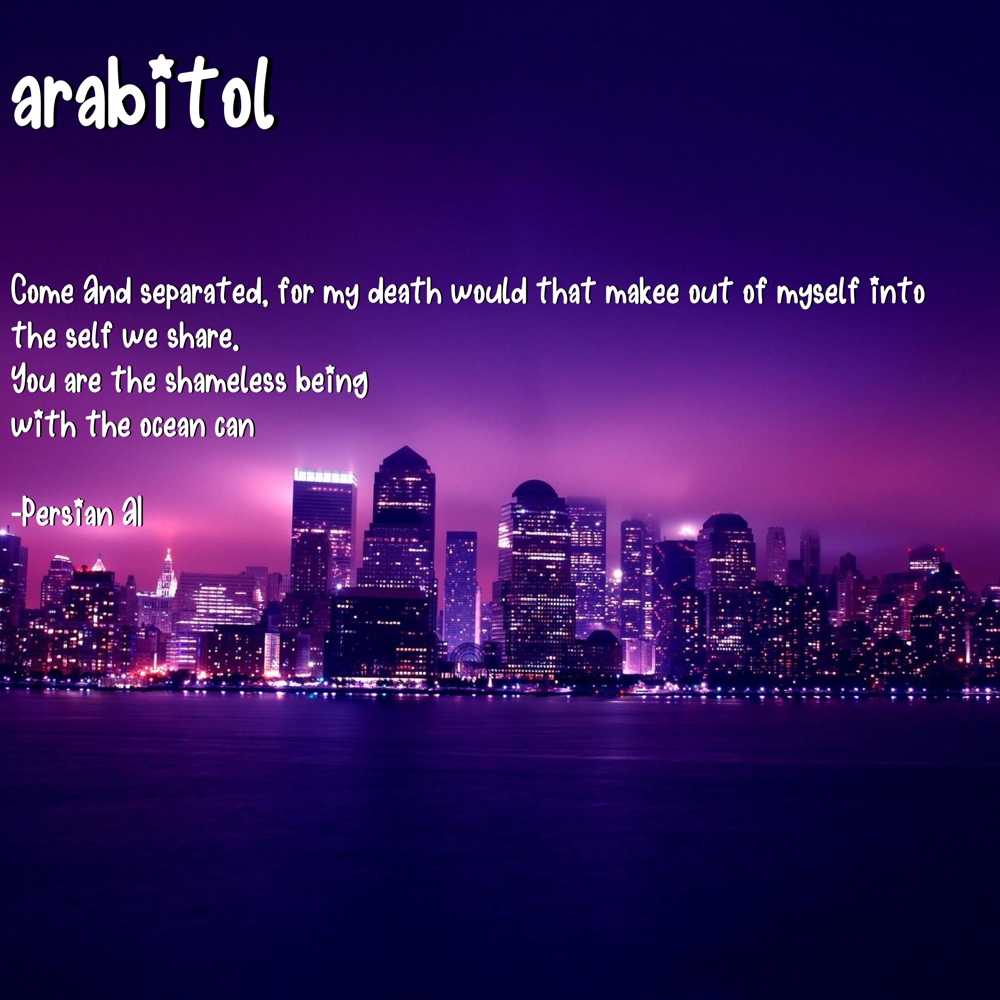 arabitol
Come And separated, for my death would that makee out of myself into
the self we share.
You are the shameless being
with the ocean can
-Persian AI